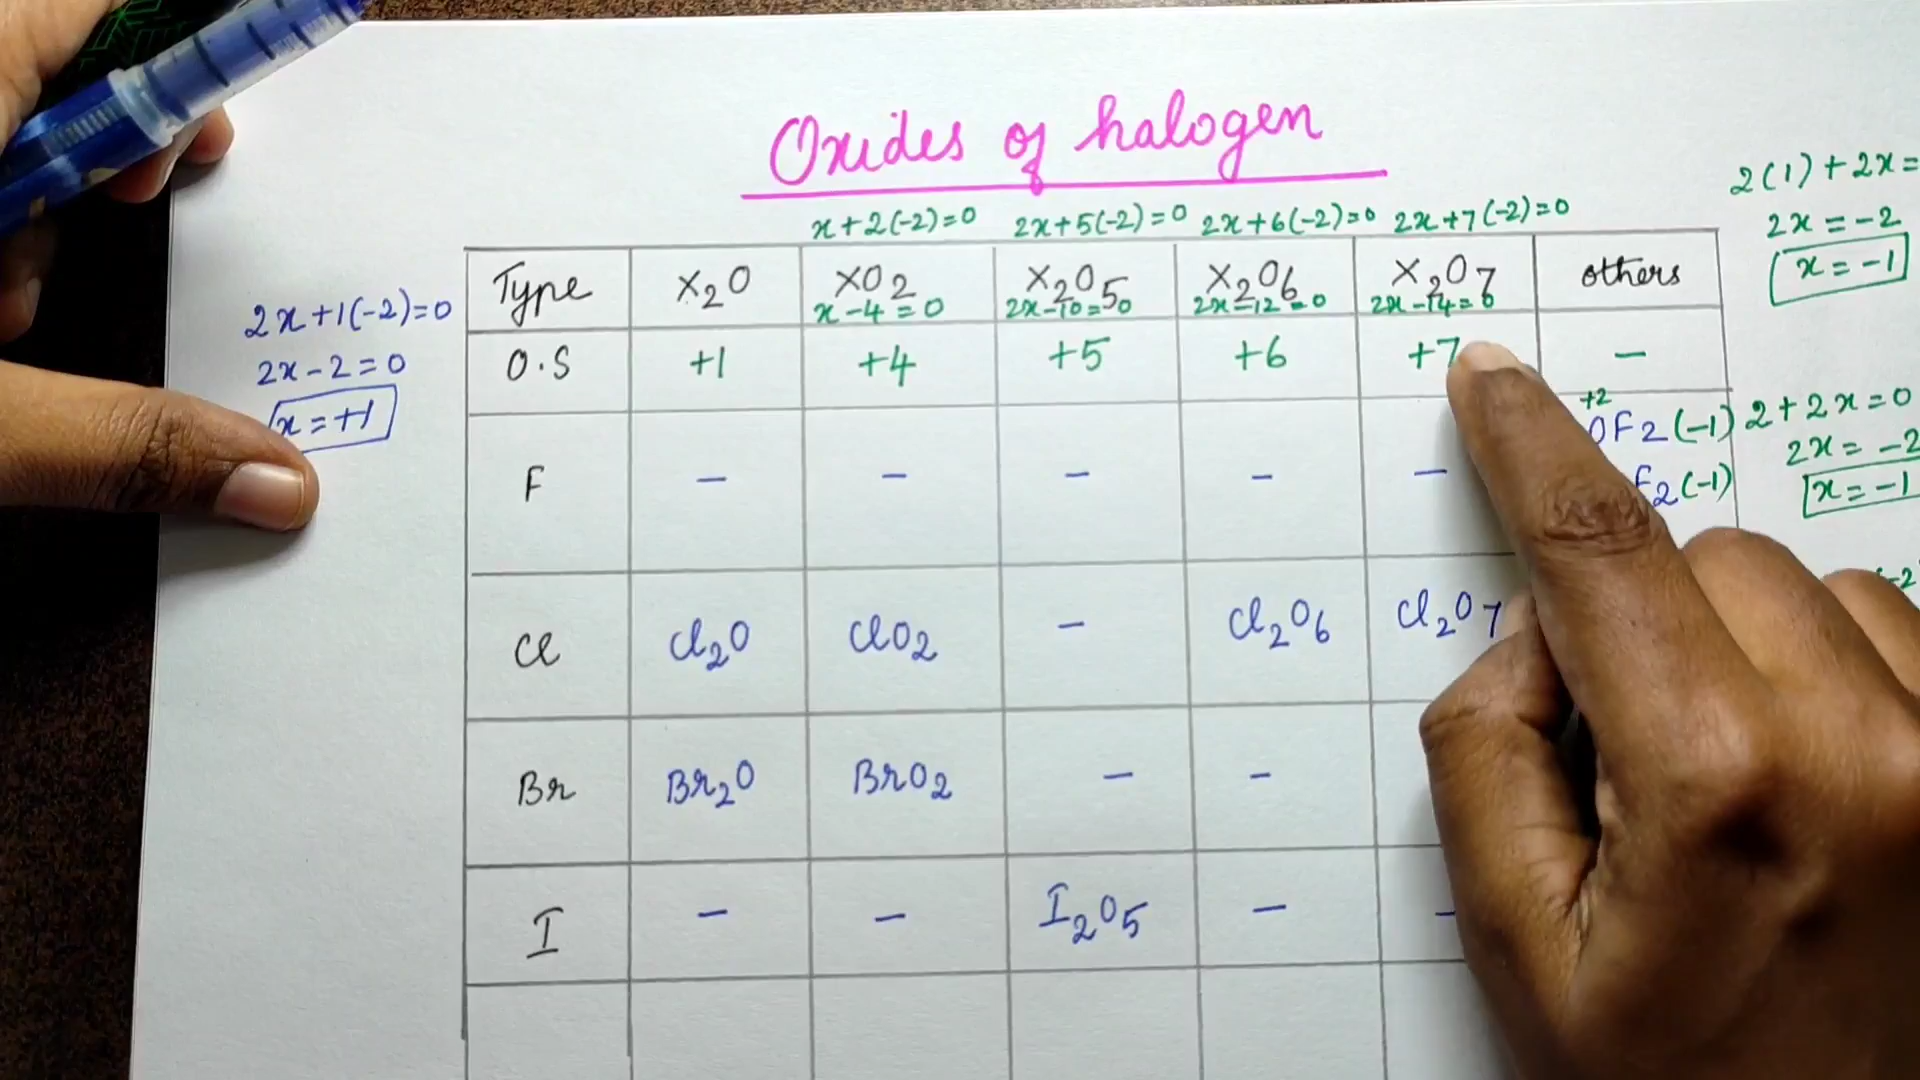 Oxides of halogen
x+2(-2)=0 2x+5(-2)=0 2x+6(-2)=0 2x+7(-2)=0
Type X2O XO2 X2O5 X2O6 X2O7 others
x-4=0 2x-10=0 2x-12=0 2x-14=0
O.S +1 +4 +5 +6 +7 -
F - - - - - +2
OF2(-1)
F2(-1)
Cl Cl2O ClO2 - Cl2O6 Cl2O7
Br Br2O BrO2 - -
I - - I2O5 - -
2x+1(-2)=0
2x-2=0
x=+1
2(1)+2x=
2x=-2
x=-1
2+2x=0
2x=-2
x=-1
-2